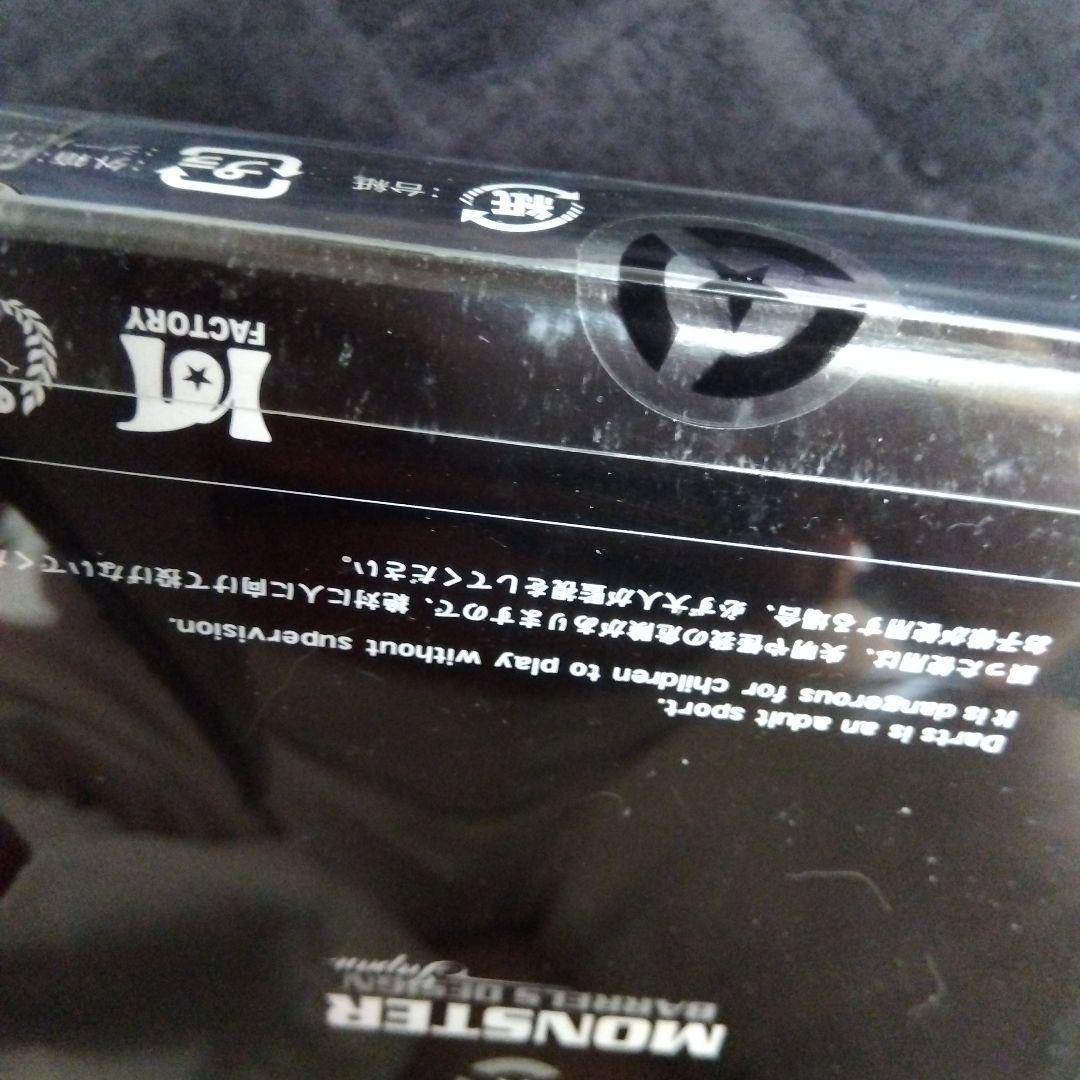 MONSTER
BARRELS DESIGN
Japan
Darts is an adult sport.
It is dangerous for children to play without supervision.
誤った使用は、失明や怪我の危険がありますので、絶対に人に向けて投げないでくだ
お子様が使用する場合、必ず大人が監視をしてください。
FACTORY
紙
:台紙
プラ
:外箱